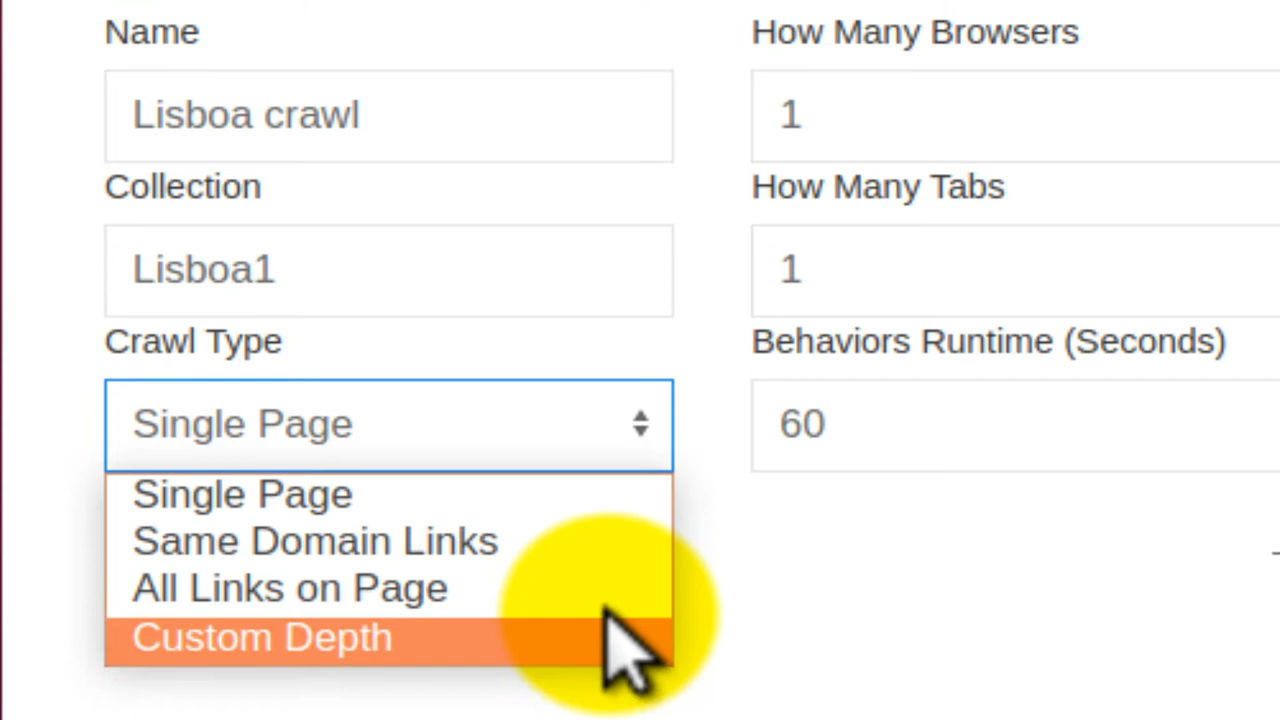 Name
Lisboa crawl
Collection
Lisboa1
Crawl Type
Single Page
Single Page
Same Domain Links
All Links on Page
Custom Depth
How Many Browsers
1
How Many Tabs
1
Behaviors Runtime (Seconds)
60